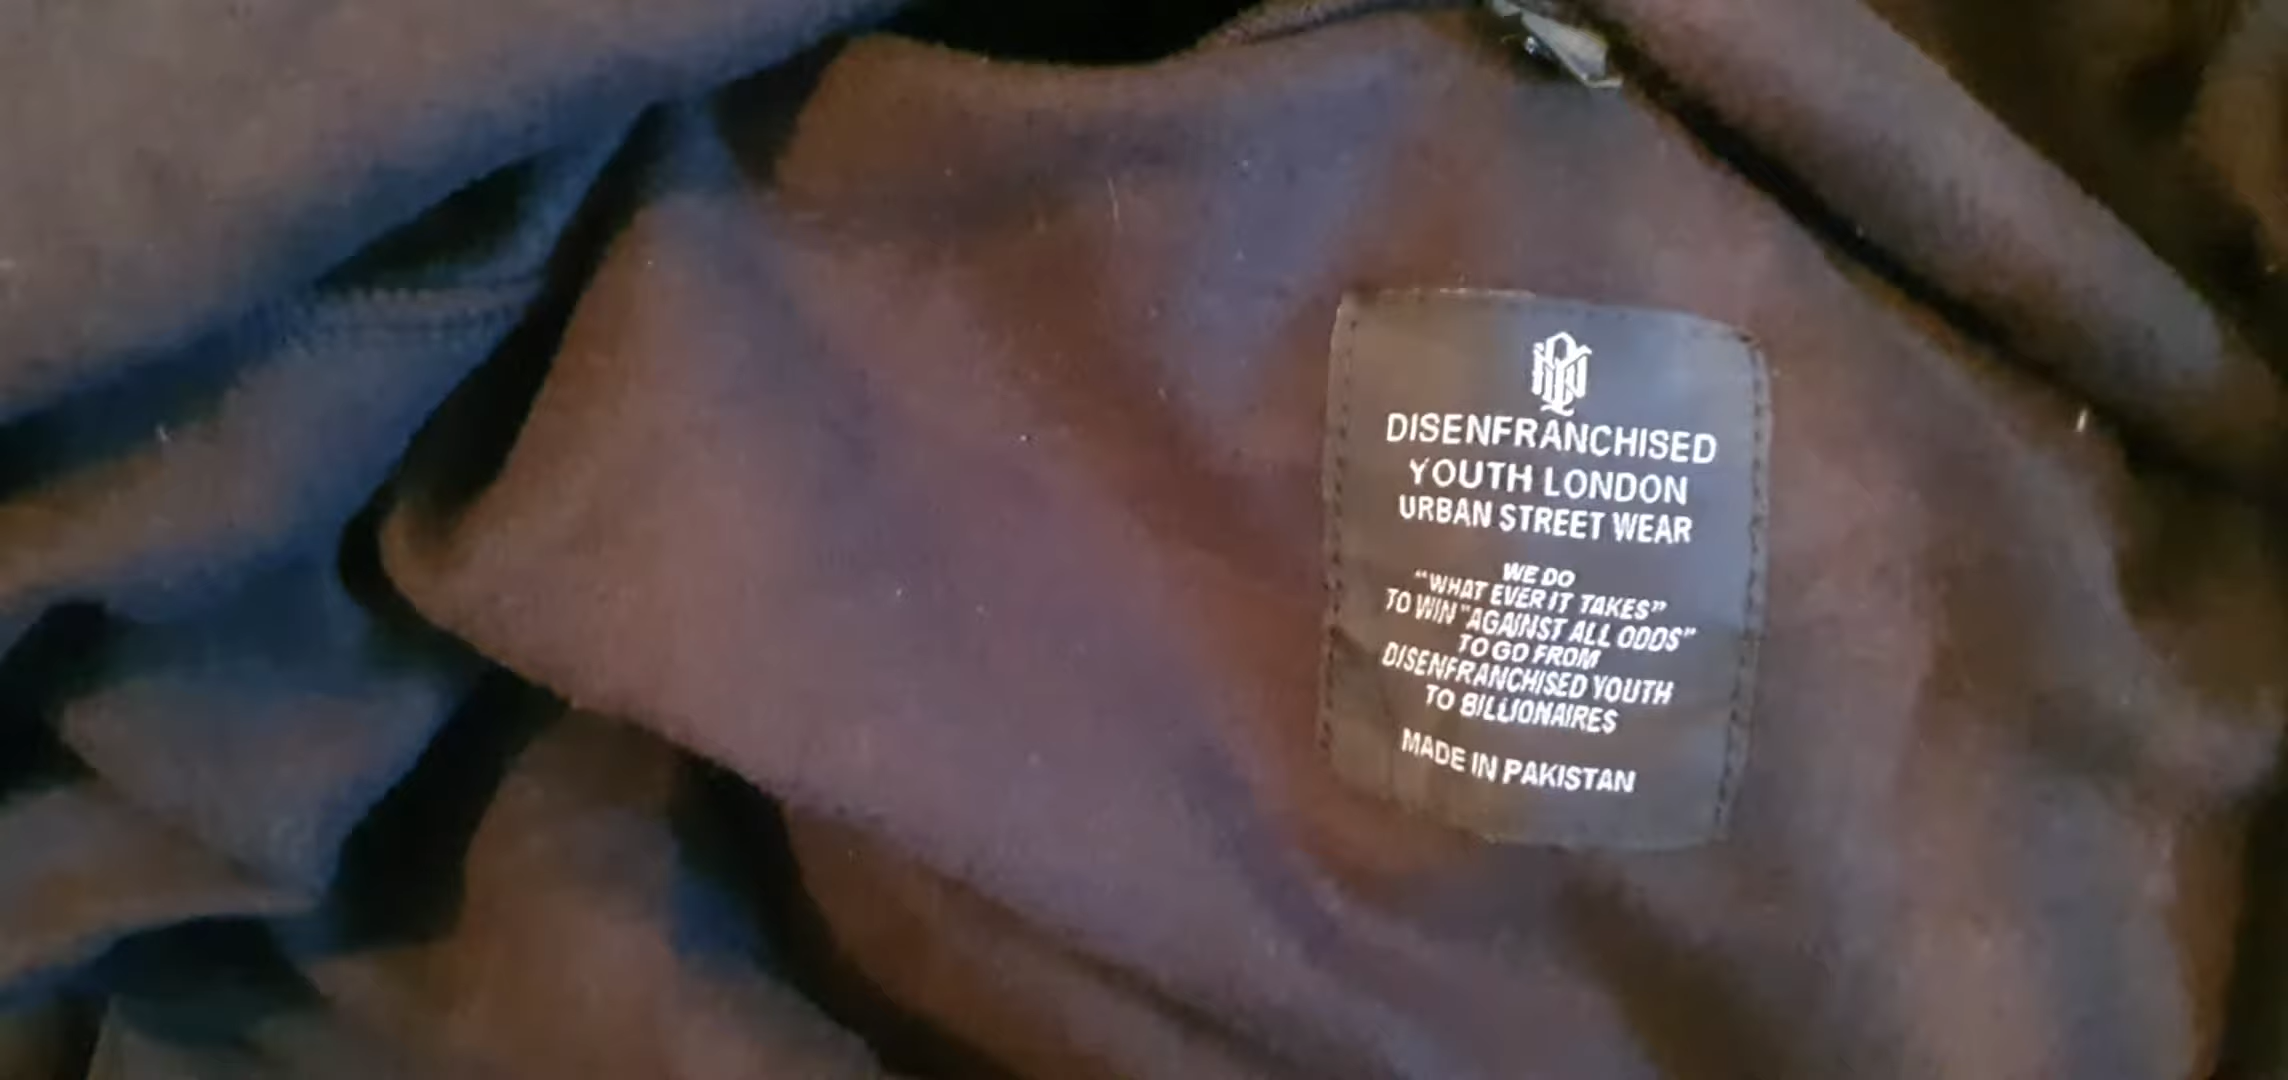 DISENFRANCHISED
YOUTH LONDON
URBAN STREET WEAR
WE DO
“WHAT EVER IT TAKES”
TO WIN "AGAINST ALL ODDS"
TO GO FROM
DISENFRANCHISED YOUTH
TO BILLIONAIRES
MADE IN PAKISTAN